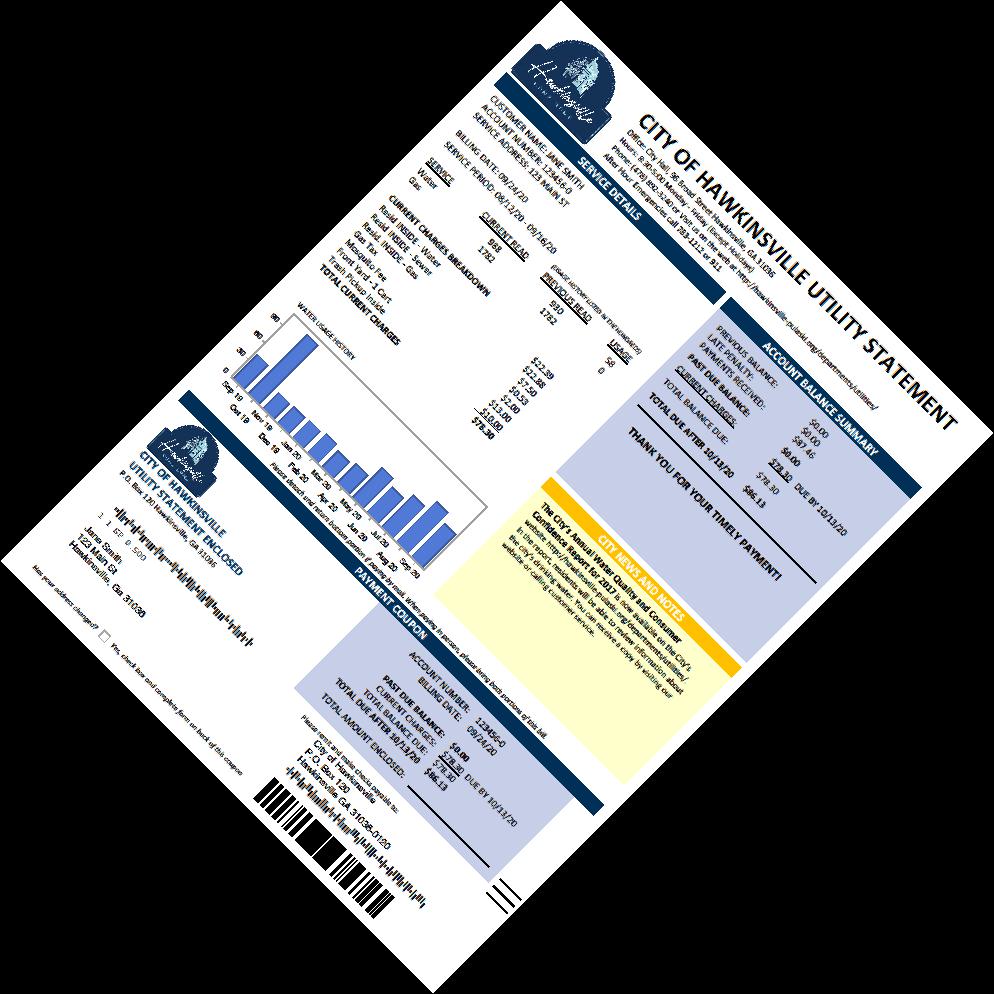 Hawkinsville
CITY OF HAWKINSVILLE UTILITY STATEMENT
Office: City Hall, 96 Broad Street Hawkinsville, GA 31036
Hours: 8:30-5:00 Monday - Friday (Except Holidays)
Phone: (478) 892-3240 or Visit us on the web at http://hawkinsville-pulaski.org/departments/utilities/
After Hour Emergencies call 783-1212 or 911
SERVICE DETAILS
CUSTOMER NAME: JANE SMITH
ACCOUNT NUMBER: 123456-0
SERVICE ADDRESS: 123 MAIN ST
BILLING DATE: 09/24/20
SERVICE PERIOD: 08/12/20 - 09/16/20
(USAGE HISTORY LISTED IN THE HUNDREDS)
SERVICE CURRENT READ PREVIOUS READ USAGE
Water 988 930 58
Gas 1782 1782 0
CURRENT CHARGES BREAKDOWN
Resid INSIDE - Water $22.39
Resid INSIDE - Sewer $22.88
Resid. INSIDE - Gas $7.50
Gas Tax $0.53
Mosquito Fee $2.00
Front Yard - 1 Cart $13.00
Trash Pickup Inside $10.00
TOTAL CURRENT CHARGES $78.30
WATER USAGE HISTORY
90
60
30
0
Sep 19 Oct 19 Nov 19 Dec 19 Jan 20 Feb 20 Mar 20 Apr 20 May 20 Jun 20 Jul 20 Aug 20 Sep 20
ACCOUNT BALANCE SUMMARY
PREVIOUS BALANCE: $0.00
LATE PENALTY: $0.00
PAYMENTS RECEIVED: $87.46
PAST DUE BALANCE: $0.00
CURRENT CHARGES: $78.30 DUE BY 10/13/20
TOTAL BALANCE DUE: $78.30
TOTAL DUE AFTER 10/13/20 $86.13
THANK YOU FOR YOUR TIMELY PAYMENT!
CITY NEWS AND NOTES
The City's Annual Water Quality and Consumer
Confidence Report for 2017 is now available on the City's
website http:/hawkinsville-pulaski.org/departments/utilities/.
In the report, residents will be able to review information about
the city's drinking water. You can receive a copy by visiting our
website or calling customer service.
Please detach and return bottom portion if paying by mail. When paying in person, please bring both portions of this bill.
PAYMENT COUPON
Hawkinsville
CITY OF HAWKINSVILLE
UTILITY STATEMENT ENCLOSED
P.O. Box 120 Hawkinsville, GA 31036
1 1 SP 0.500
Jane Smith
123 Main St
Hawkinsville, Ga 31036
Has your address changed? Yes, check box and complete form on back of this coupon
ACCOUNT NUMBER: 123456-0
BILLING DATE: 09/24/20
PAST DUE BALANCE: $0.00
CURRENT CHARGES: $78.30 DUE BY 10/13/20
TOTAL BALANCE DUE: $78.30
TOTAL DUE AFTER 10/13/20 $86.13
TOTAL AMOUNT ENCLOSED:
Please remit and make checks payable to:
City of Hawkinsville
P.O. Box 120
Hawkinsville GA 31036-0120